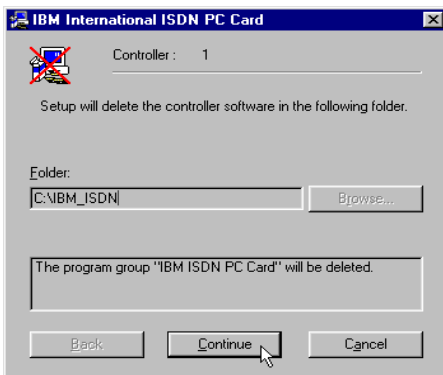 IBM International ISDN PC Card
Controller : 1
Setup will delete the controller software in the following folder.
Folder:
C:\IBM_ISDN
Browse...
The program group "IBM ISDN PC Card" will be deleted.
Back
Continue
Cancel